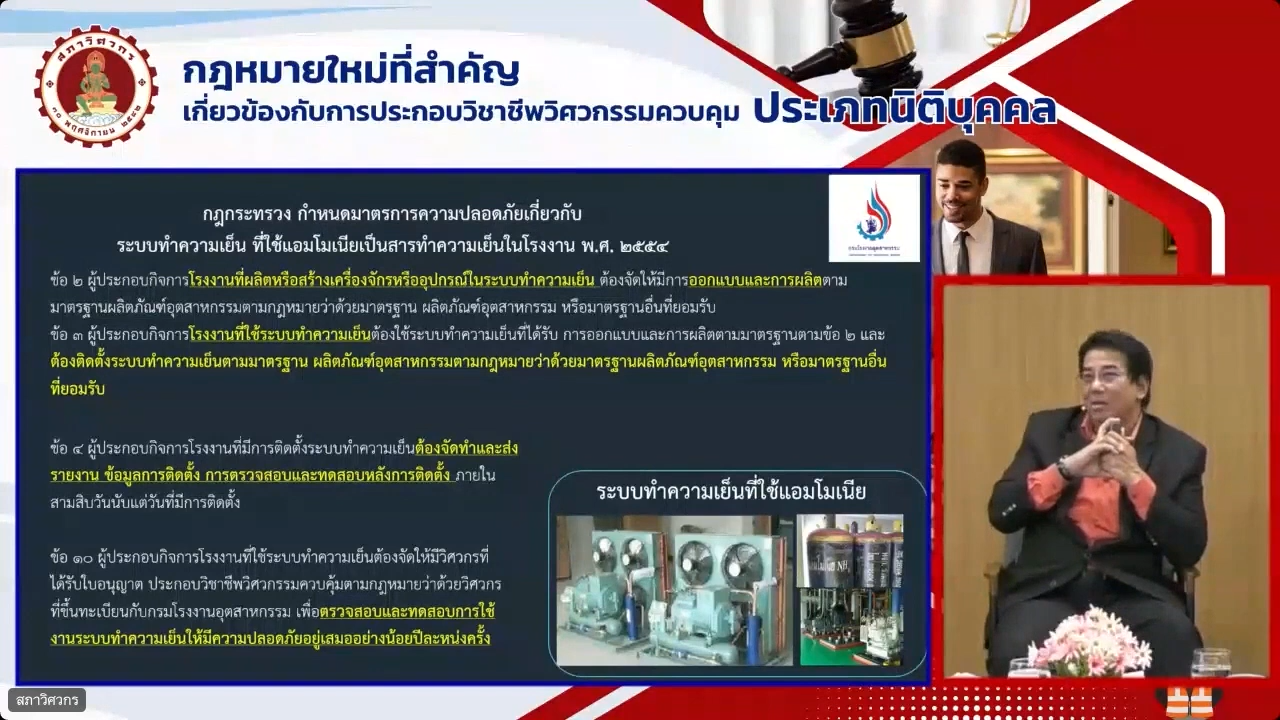 สภาวิศวกร
๓๐ พฤศจิกายน ๒๕๔๒
กฎหมายใหม่ที่สำคัญ
เกี่ยวข้องกับการประกอบวิชาชีพวิศวกรรมควบคุม ประเภทนิติบุคคล
กฎกระทรวง กำหนดมาตรการความปลอดภัยเกี่ยวกับ
ระบบทำความเย็น ที่ใช้แอมโมเนียเป็นสารทำความเย็นในโรงงาน พ.ศ. ๒๕๕๔
กรมโรงงานอุตสาหกรรม
ข้อ ๒ ผู้ประกอบกิจการโรงงานที่ผลิตหรือสร้างเครื่องจักรหรืออุปกรณ์ในระบบทำความเย็น ต้องจัดให้มีการออกแบบและการผลิตตาม
มาตรฐานผลิตภัณฑ์อุตสาหกรรมตามกฎหมายว่าด้วยมาตรฐาน ผลิตภัณฑ์อุตสาหกรรม หรือมาตรฐานอื่นที่ยอมรับ
ข้อ ๓ ผู้ประกอบกิจการโรงงานที่ใช้ระบบทำความเย็นต้องใช้ระบบทำความเย็นที่ได้รับ การออกแบบและการผลิตตามมาตรฐานตามข้อ ๒ และ
ต้องติดตั้งระบบทำความเย็นตามมาตรฐาน ผลิตภัณฑ์อุตสาหกรรมตามกฎหมายว่าด้วยมาตรฐานผลิตภัณฑ์อุตสาหกรรม หรือมาตรฐานอื่น
ที่ยอมรับ
ข้อ ๔ ผู้ประกอบกิจการโรงงานที่มีการติดตั้งระบบทำความเย็นต้องจัดทำและส่ง
รายงาน ข้อมูลการติดตั้ง การตรวจสอบและทดสอบหลังการติดตั้ง ภายใน
สามสิบวันนับแต่วันที่มีการติดตั้ง
ข้อ ๑๐ ผู้ประกอบกิจการโรงงานที่ใช้ระบบทำความเย็นต้องจัดให้มีวิศวกรที่
ได้รับใบอนุญาต ประกอบวิชาชีพวิศวกรรมควบคุ้มตามกฎหมายว่าด้วยวิศวกร
ที่ขึ้นทะเบียนกับกรมโรงงานอุตสาหกรรม เพื่อตรวจสอบและทดสอบการใช้
งานระบบทำความเย็นให้มีความปลอดภัยอยู่เสมออย่างน้อยปีละหนึ่งครั้ง
ระบบทำความเย็นที่ใช้แอมโมเนีย
สภาวิศวกร